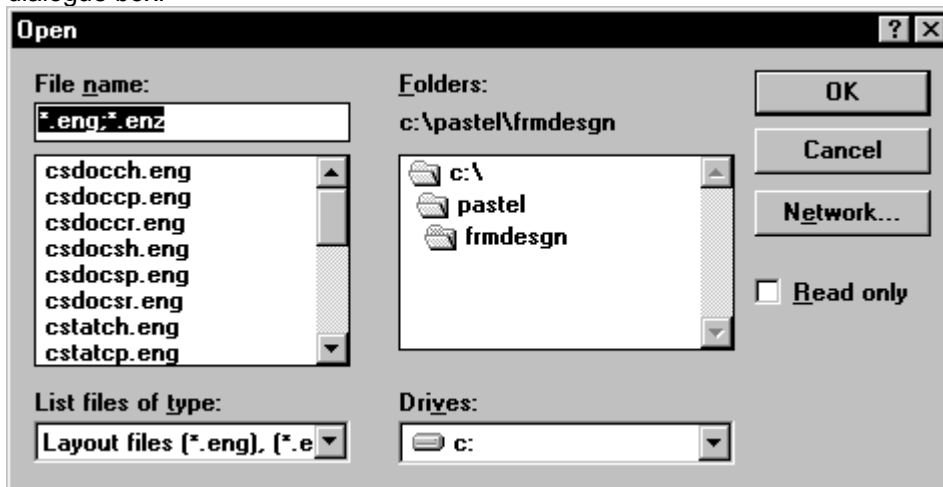 dialogue box.
Open
File name:
*.eng;*.enz
csdocch.eng
csdoccp.eng
csdoccr.eng
csdocsh.eng
csdocsp.eng
csdocsr.eng
cstatch.eng
cstatcp.eng
List files of type:
Layout files (*.eng), (*.e
Folders:
c:\pastel\frmdesgn
c:\
pastel
frmdesgn
Drives:
c:
OK
Cancel
Network...
Read only